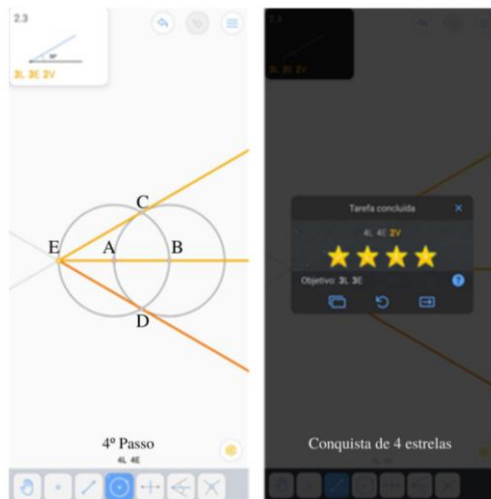 2.3
30°
3L 3E 2V
C
E
A
B
D
4º Passo
4L 4E
2.3
3L 3E 2V
Tarefa concluída
4L 4E 2V
Objetivo: 3L 3E
Conquista de 4 estrelas